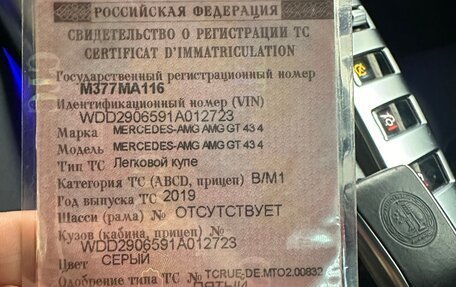 РОССИЙСКАЯ ФЕДЕРАЦИЯ
СВИДЕТЕЛЬСТВО О РЕГИСТРАЦИИ ТС
CERTIFICAT D'IMMATRICULATION
Государственный регистрационный номер
М377МА116
Идентификационный номер (VIN)
WDD2906591A012723
Марка MERCEDES-AMG AMG GT 43 4
Модель MERCEDES-AMG AMG GT 43 4
Тип ТС Легковой купе
Категория ТС (ABCD, прицеп) B/M1
Год выпуска ТС 2019
Шасси (рама) № ОТСУТСТВУЕТ
Кузов (кабина, прицеп) №
WDD2906591A012723
Цвет СЕРЫЙ
Одобрение типа ТС № TCRUE-DE.MTO2.00832
ПЯТЫЙ